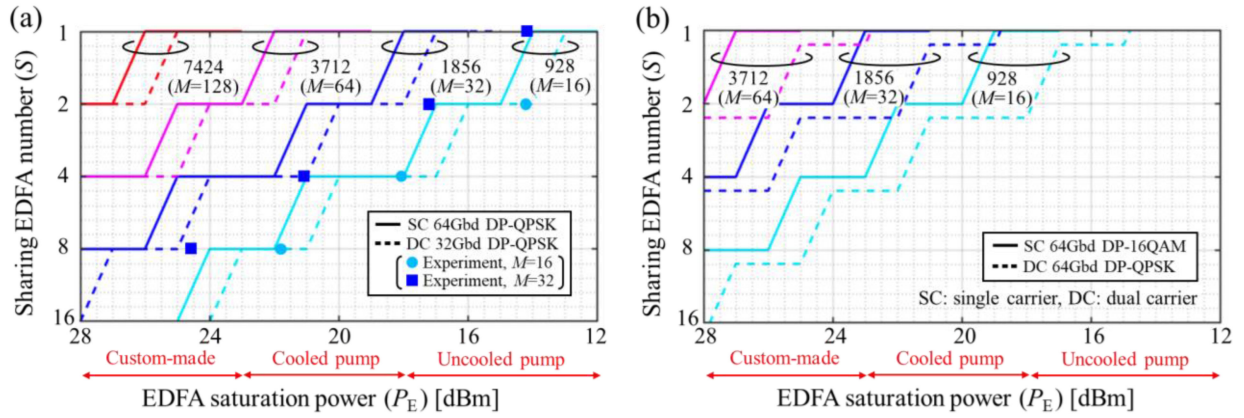 (a)
Sharing EDFA number (S)
1
2
4
8
16
7424
(M=128)
3712
(M=64)
1856
(M=32)
928
(M=16)
SC 64Gbd DP-QPSK
DC 32Gbd DP-QPSK
Experiment, M=16
Experiment, M=32
28 24 20 16 12
Custom-made Cooled pump Uncooled pump
EDFA saturation power (PE) [dBm]
(b)
Sharing EDFA number (S)
1
2
4
8
16
3712
(M=64)
1856
(M=32)
928
(M=16)
SC 64Gbd DP-16QAM
DC 64Gbd DP-QPSK
SC: single carrier, DC: dual carrier
28 24 20 16 12
Custom-made Cooled pump Uncooled pump
EDFA saturation power (PE) [dBm]